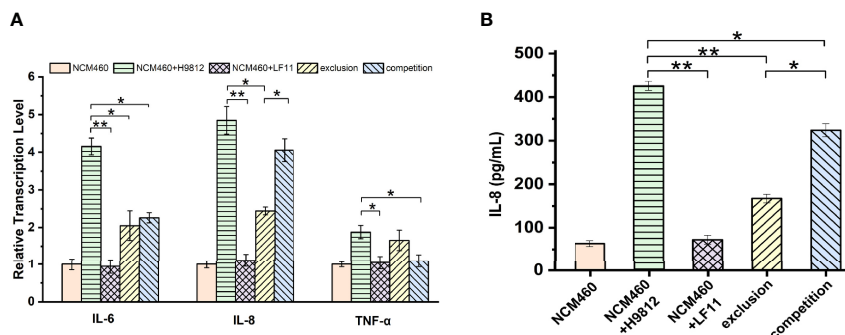 A
NCM460 NCM460+H9812 NCM460+LF11 exclusion competition
Relative Transcription Level
6
5
4
3
2
1
0
* * ** * ** * * *
IL-6 IL-8 TNF-α
B
IL-8 (pg/mL)
500
400
300
200
100
50
0
*
**
** *
NCM460
NCM460
+H9812
NCM460
+LF11
exclusion
competition